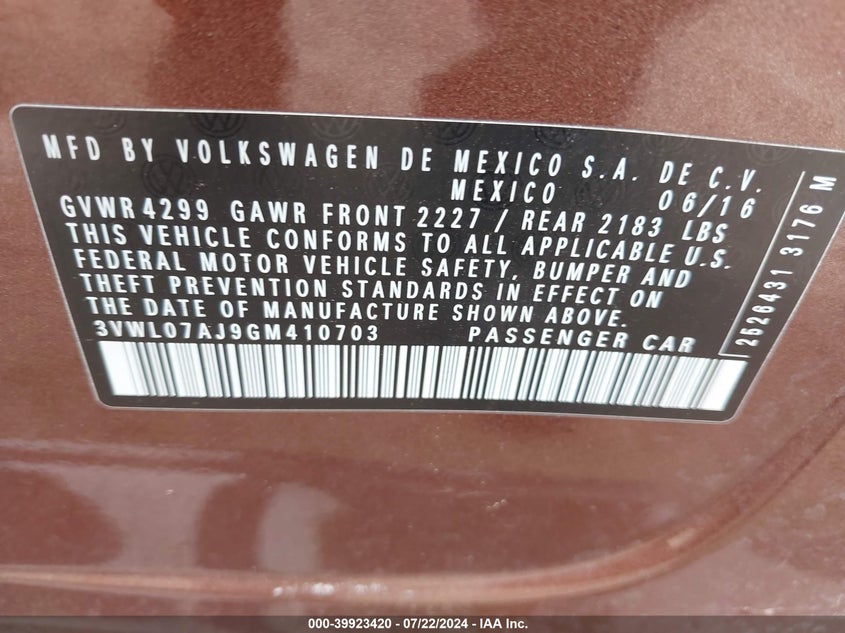 MFD BY VOLKSWAGEN DE MEXICO S.A. DE C.V.
MEXICO 06/16
GVWR 4299 GAWR FRONT 2227 / REAR 2183 LBS
THIS VEHICLE CONFORMS TO ALL APPLICABLE U.S.
FEDERAL MOTOR VEHICLE SAFETY, BUMPER AND
THEFT PREVENTION STANDARDS IN EFFECT ON
THE DATE OF MANUFACTURE SHOWN ABOVE.
3VWL07AJ9GM410703 PASSENGER CAR
2526431 3176 M
000-39923420 - 07/22/2024 - IAA Inc.